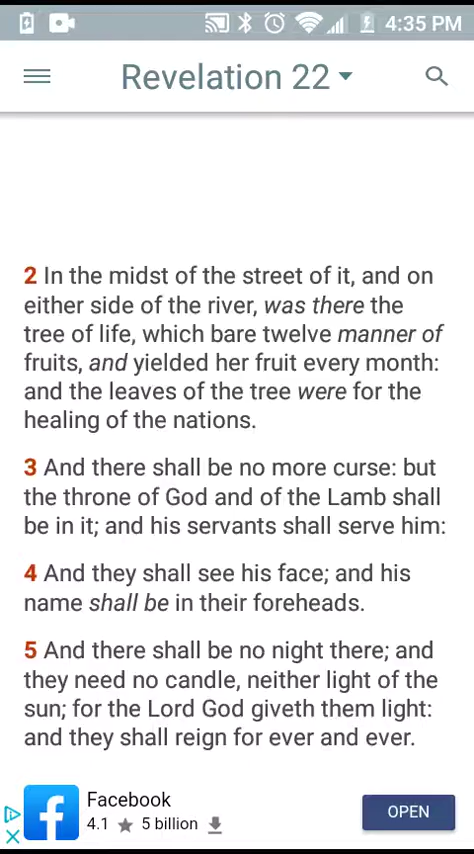 4:35 PM
Revelation 22
2 In the midst of the street of it, and on
either side of the river, was there the
tree of life, which bare twelve manner of
fruits, and yielded her fruit every month:
and the leaves of the tree were for the
healing of the nations.
3 And there shall be no more curse: but
the throne of God and of the Lamb shall
be in it; and his servants shall serve him:
4 And they shall see his face; and his
name shall be in their foreheads.
5 And there shall be no night there; and
they need no candle, neither light of the
sun; for the Lord God giveth them light:
and they shall reign for ever and ever.
Facebook
4.1 ★ 5 billion
OPEN